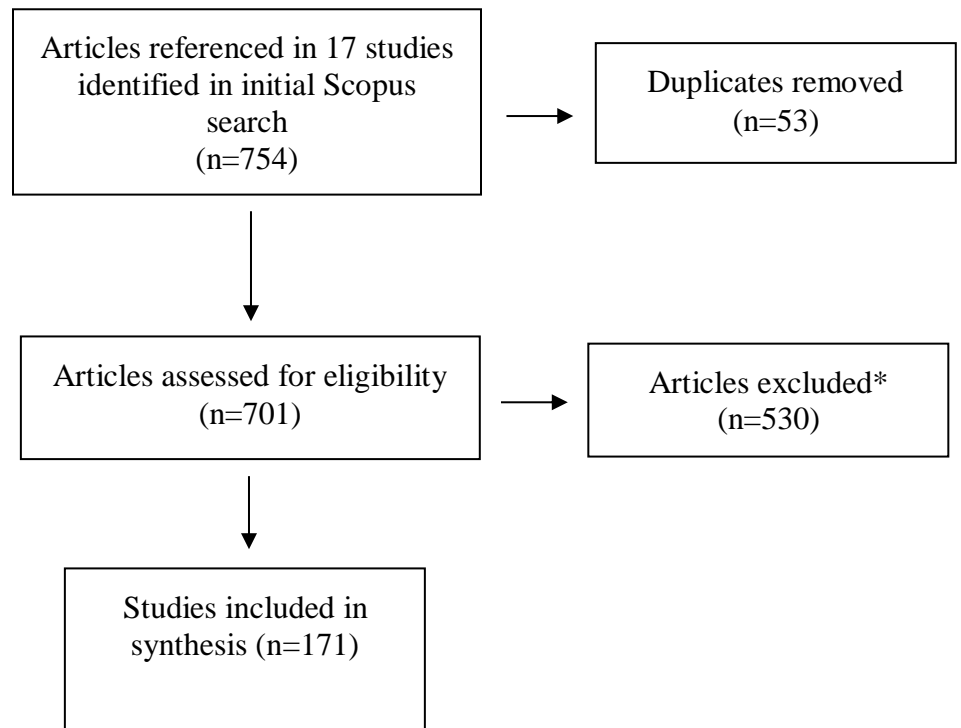 Articles referenced in 17 studies
identified in initial Scopus
search
(n=754)
Duplicates removed
(n=53)
Articles assessed for eligibility
(n=701)
Articles excluded*
(n=530)
Studies included in
synthesis (n=171)